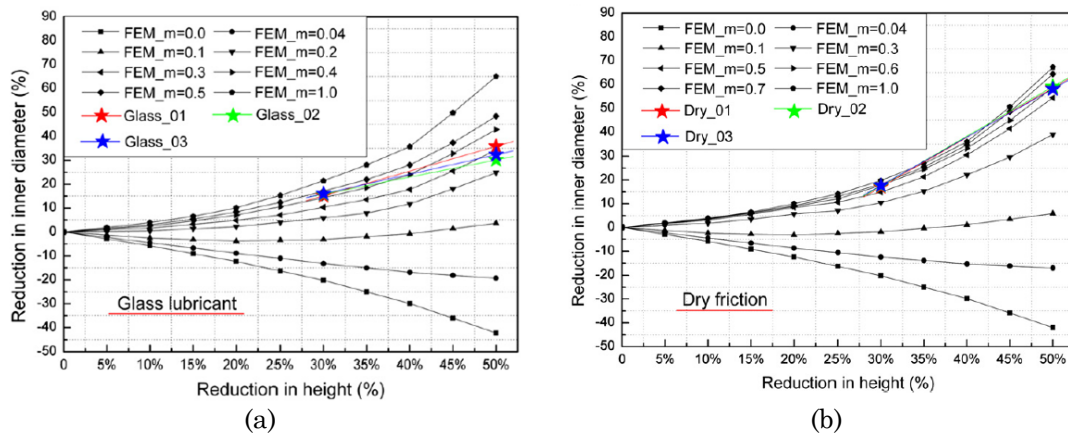 Reduction in inner diameter (%)
90
80
70
60
50
40
30
20
10
0
-10
-20
-30
-40
-50
FEM_m=0.0 FEM_m=0.04
FEM_m=0.1 FEM_m=0.2
FEM_m=0.3 FEM_m=0.4
FEM_m=0.5 FEM_m=1.0
Glass_01 Glass_02
Glass_03
Glass lubricant
0 5% 10% 15% 20% 25% 30% 35% 40% 45% 50%
Reduction in height (%)
(a)
Reduction in inner diameter (%)
90
80
70
60
50
40
30
20
10
0
-10
-20
-30
-40
-50
FEM_m=0.0 FEM_m=0.04
FEM_m=0.1 FEM_m=0.3
FEM_m=0.5 FEM_m=0.6
FEM_m=0.7 FEM_m=1.0
Dry_01 Dry_02
Dry_03
Dry friction
0 5% 10% 15% 20% 25% 30% 35% 40% 45% 50%
Reduction in height (%)
(b)